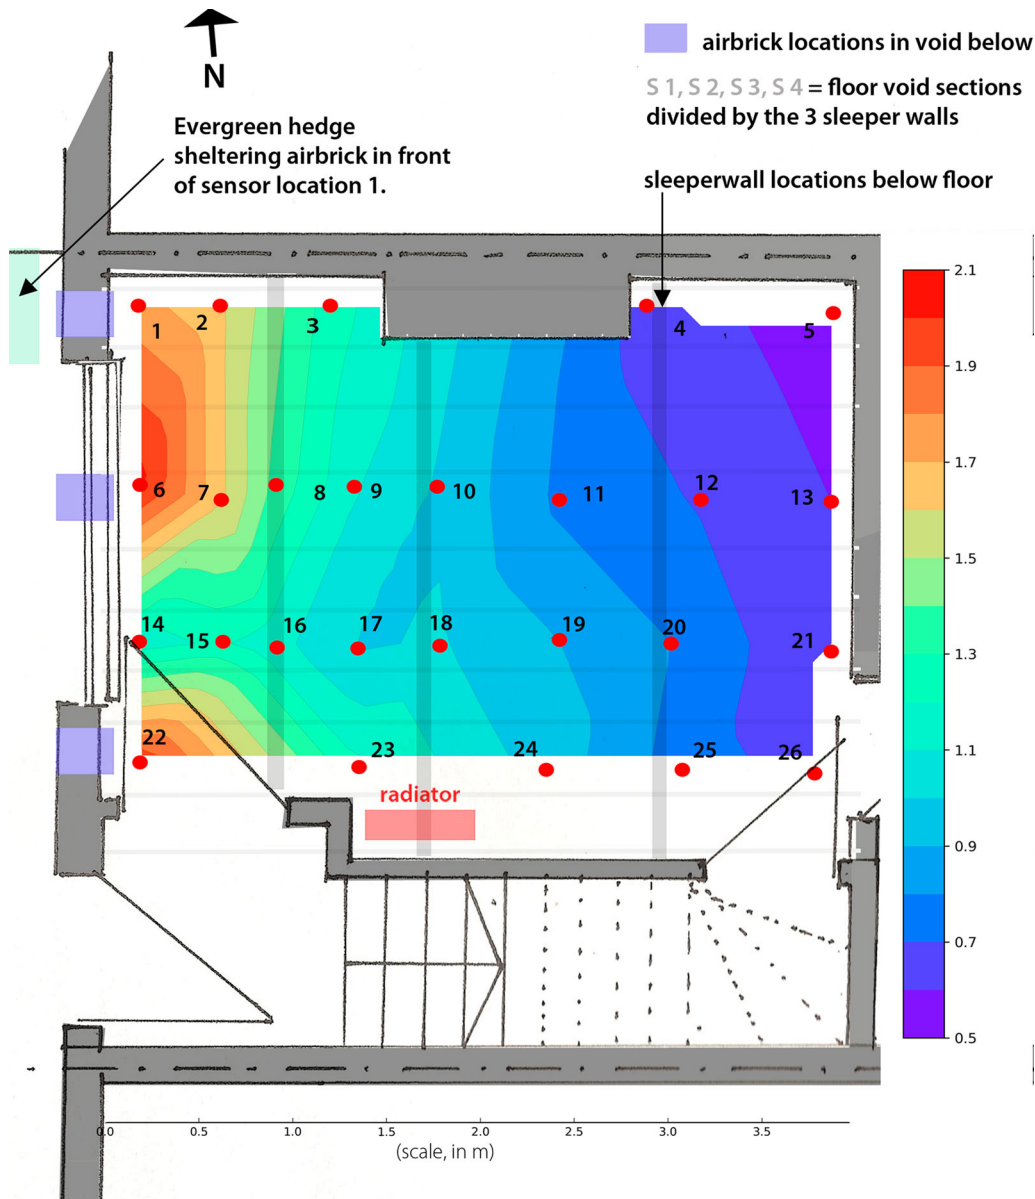 N
airbrick locations in void below
S 1, S 2, S 3, S 4 = floor void sections
divided by the 3 sleeper walls
Evergreen hedge
sheltering airbrick in front
of sensor location 1.
sleeperwall locations below floor
2.1
1 2 3 4 5
1.9
6 7 8 9 10 11 12 13
1.7
1.5
14 15 16 17 18 19 20 21
1.3
22 23 24 25 26
1.1
radiator
0.9
0.7
0.5
0.0 0.5 1.0 1.5 2.0 2.5 3.0 3.5
(scale, in m)